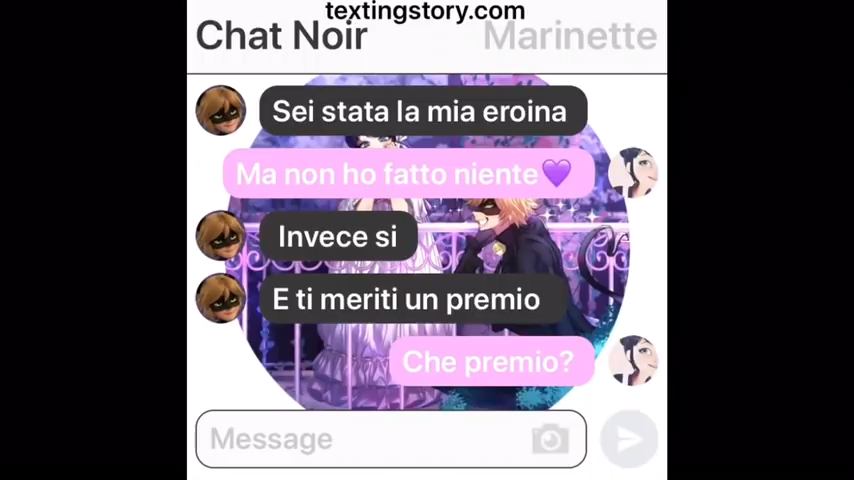 textingstory.com
Chat Noir
Marinette
Sei stata la mia eroina
Ma non ho fatto niente💜
Invece si
E ti meriti un premio
Che premio?
Message